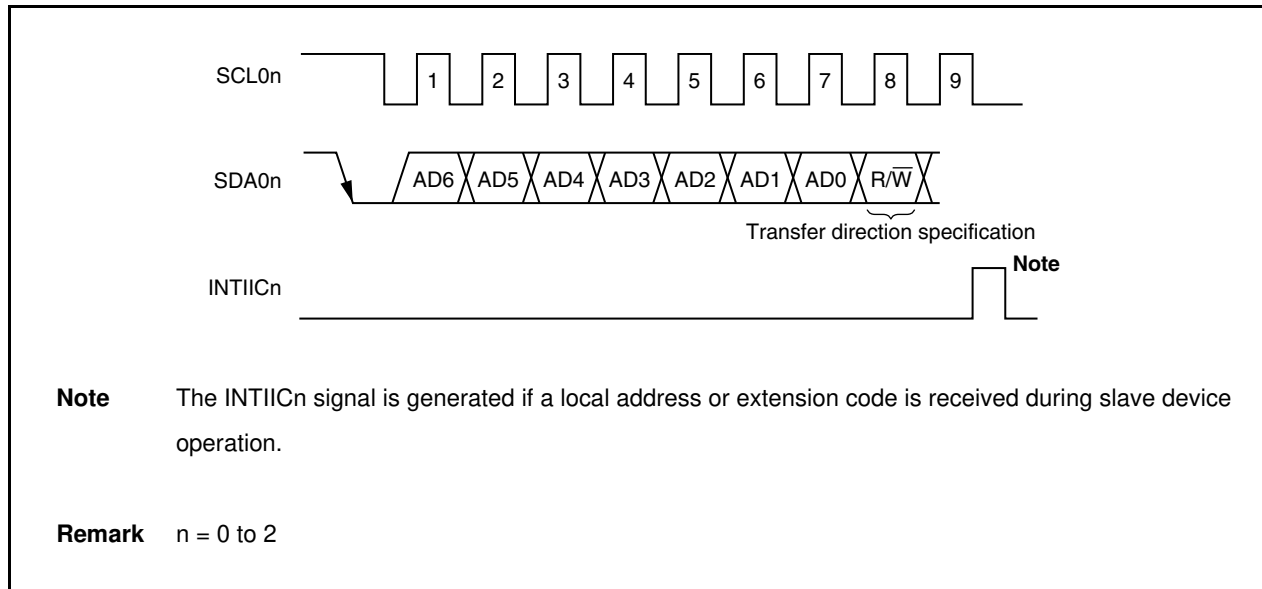 SCL0n 1 2 3 4 5 6 7 8 9
SDA0n AD6 AD5 AD4 AD3 AD2 AD1 AD0 R/W̅
Transfer direction specification
INTIICn Note
Note The INTIICn signal is generated if a local address or extension code is received during slave device
operation.
Remark n = 0 to 2